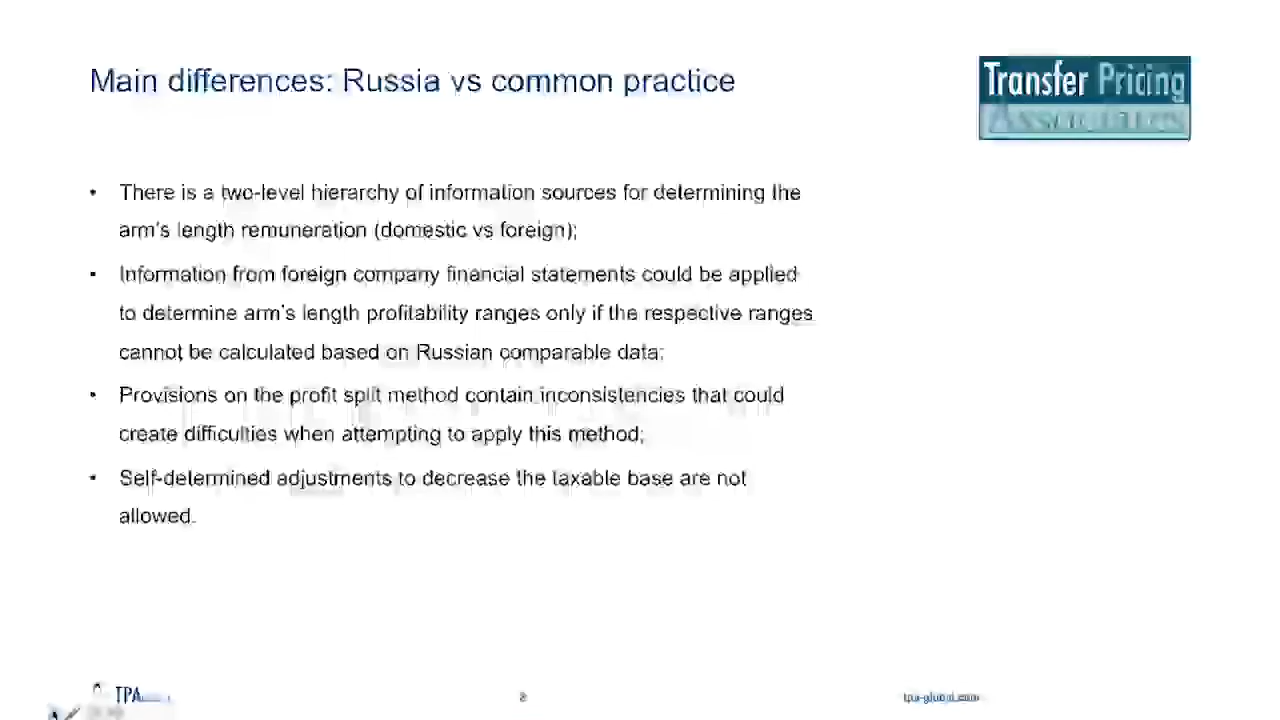 Main differences: Russia vs common practice
Transfer Pricing
ASSOCIATES
• There is a two-level hierarchy of information sources for determining the
arm's length remuneration (domestic vs foreign);
• Information from foreign company financial statements could be applied
to determine arm's length profitability ranges only if the respective ranges
cannot be calculated based on Russian comparable data;
• Provisions on the profit split method contain inconsistencies that could
create difficulties when attempting to apply this method;
• Self-determined adjustments to decrease the taxable base are not
allowed.
TPA
tpa-global.com